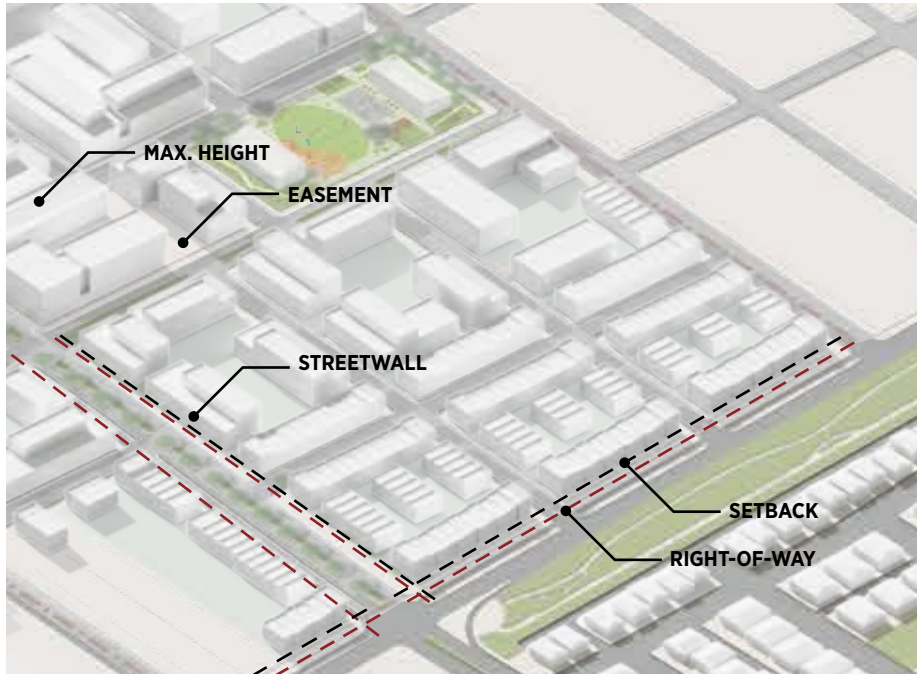 MAX. HEIGHT
EASEMENT
STREETWALL
SETBACK
RIGHT-OF-WAY